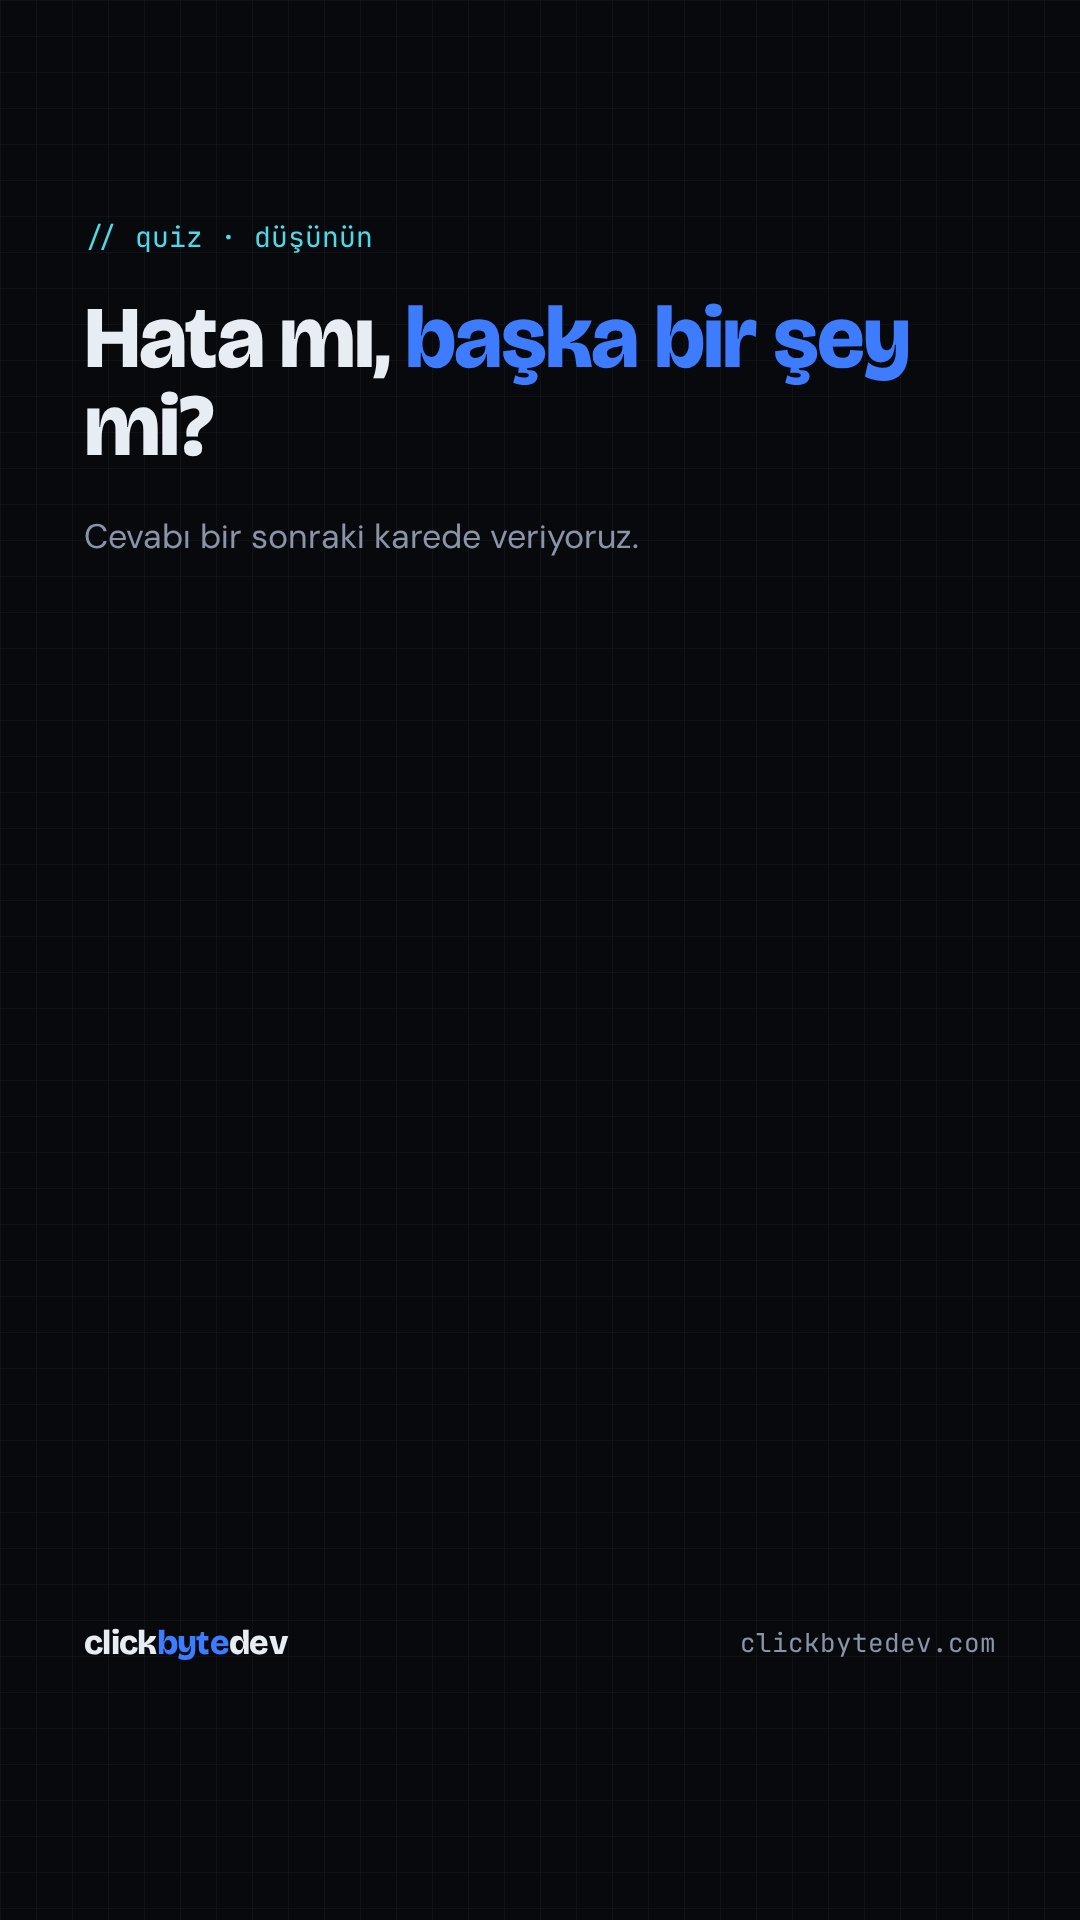 // quiz · düşünün
Hata mı, başka bir şey
mi?
Cevabı bir sonraki karede veriyoruz.
clickbytedev
clickbytedev.com